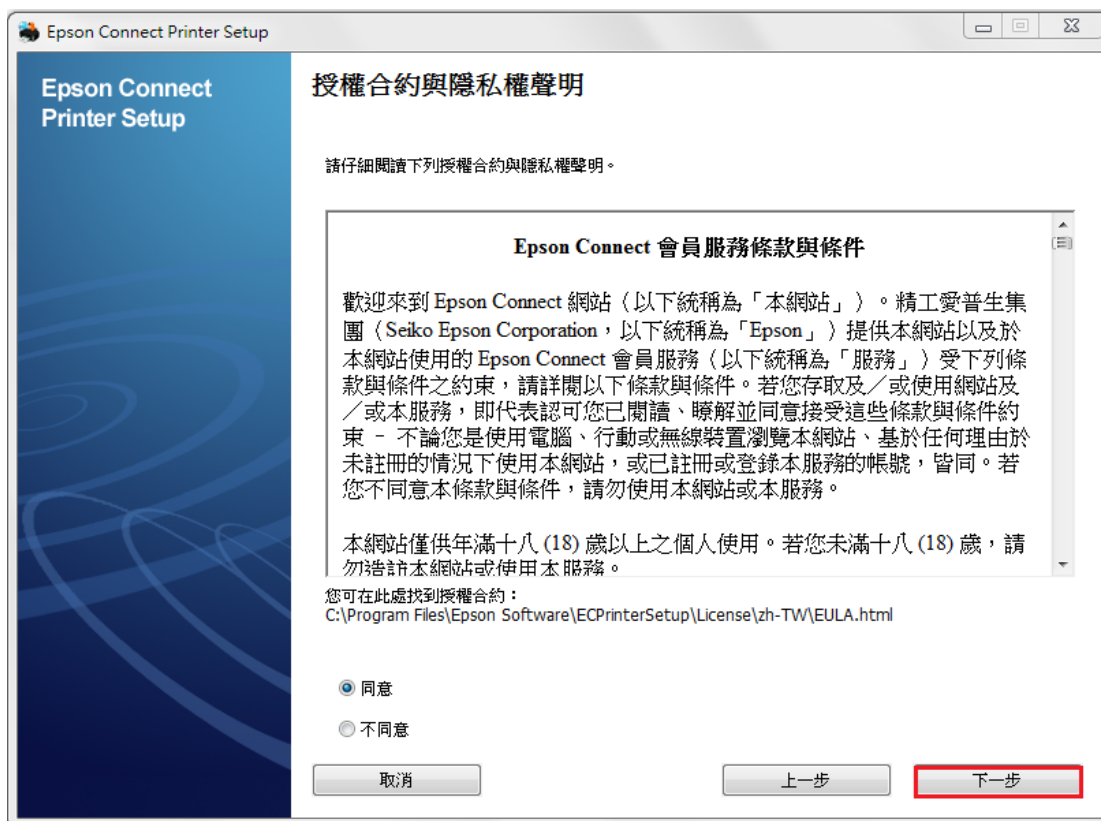 Epson Connect Printer Setup
Epson Connect
Printer Setup
授權合約與隱私權聲明
請仔細閱讀下列授權合約與隱私權聲明。
Epson Connect 會員服務條款與條件
歡迎來到 Epson Connect 網站（以下統稱為「本網站」）。精工愛普生集
團（Seiko Epson Corporation，以下統稱為「Epson」）提供本網站以及於
本網站使用的 Epson Connect 會員服務（以下統稱為「服務」）受下列條
款與條件之約束，請詳閱以下條款與條件。若您存取及／或使用網站及
／或本服務，即代表認可您已閱讀、瞭解並同意接受這些條款與條件約
束 － 不論您是使用電腦、行動或無線裝置瀏覽本網站、基於任何理由於
未註冊的情況下使用本網站，或已註冊或登錄本服務的帳號，皆同。若
您不同意本條款與條件，請勿使用本網站或本服務。
本網站僅供年滿十八 (18) 歲以上之個人使用。若您未滿十八 (18) 歲，請
勿造訪本網站或使用本服務。
您可在此處找到授權合約：
C:\Program Files\Epson Software\ECPrinterSetup\License\zh-TW\EULA.html
同意
不同意
取消
上一步
下一步